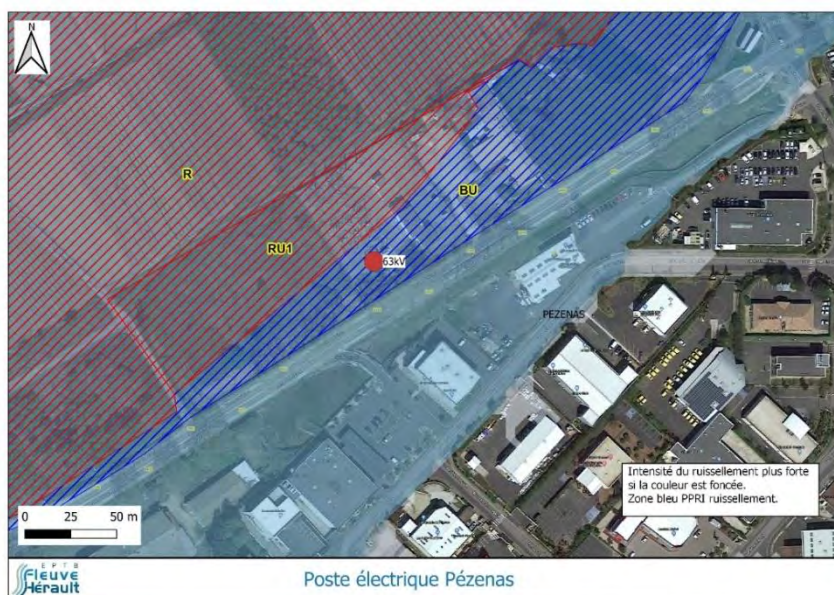 N
R
BU
RU1
63kV
PEZENAS
Intensité du ruissellement plus forte
si la couleur est foncée.
Zone bleu PPRI ruissellement.
0 25 50 m
EPTB
Fleuve
Hérault
Poste électrique Pézenas